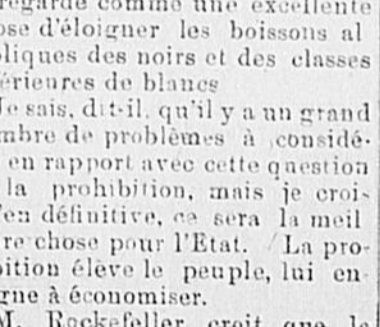 regarde comme une excellente
ose d'éloigner les boissons al
oliques des noirs et des classes
érieures de blancs
Je sais, dit-il, qu'il y a un grand
mbre de problèmes à considé-
en rapport avec cette question
la prohibition, mais je crois
'en définitive, ce sera la meil
re chose pour l'Etat. La pro-
bition élève le peuple, lui en
gne à économiser.
M. Rockefeller croit que la